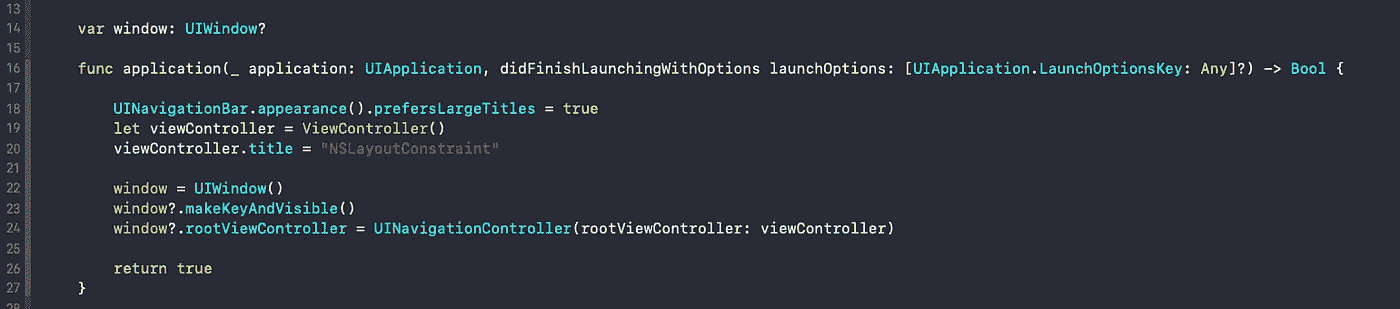 13
14 var window: UIWindow?
15
16 func application(_ application: UIApplication, didFinishLaunchingWithOptions launchOptions: [UIApplication.LaunchOptionsKey: Any]?) -> Bool {
17
18 UINavigationBar.appearance().prefersLargeTitles = true
19 let viewController = ViewController()
20 viewController.title = "NSLayoutConstraint"
21
22 window = UIWindow()
23 window?.makeKeyAndVisible()
24 window?.rootViewController = UINavigationController(rootViewController: viewController)
25
26 return true
27 }
28